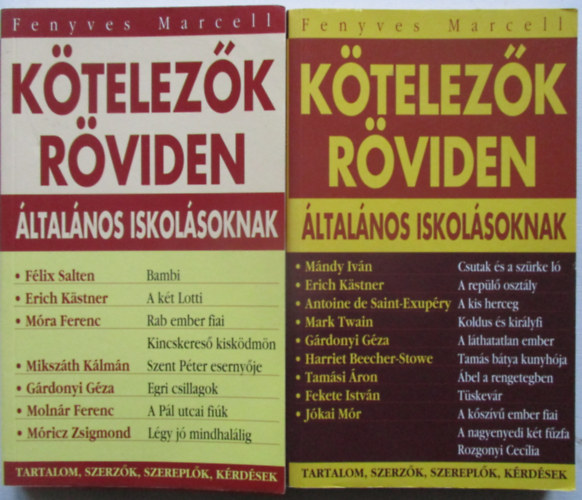 Fenyves Marcell
KÖTELEZŐK
RÖVIDEN
ÁLTALÁNOS ISKOLÁSOKNAK
• Félix Salten Bambi
• Erich Kästner A két Lotti
• Móra Ferenc Rab ember fiai
Kincskereső kisködmön
• Mikszáth Kálmán Szent Péter esernyője
• Gárdonyi Géza Egri csillagok
• Molnár Ferenc A Pál utcai fiúk
• Móricz Zsigmond Légy jó mindhalálig
TARTALOM, SZERZŐK, SZEREPLŐK, KÉRDÉSEK
Fenyves Marcell
KÖTELEZŐK
RÖVIDEN
ÁLTALÁNOS ISKOLÁSOKNAK
• Mándy Iván Csutak és a szürke ló
• Erich Kästner A repülő osztály
• Antoine de Saint-Exupéry A kis herceg
• Mark Twain Koldus és királyfi
• Gárdonyi Géza A láthatatlan ember
• Harriet Beecher-Stowe Tamás bátya kunyhója
• Tamási Áron Ábel a rengetegben
• Fekete István Tüskevár
• Jókai Mór A kőszívű ember fiai
A nagyenyedi két fűzfa
Rozgonyi Cecília
TARTALOM, SZERZŐK, SZEREPLŐK, KÉRDÉSEK